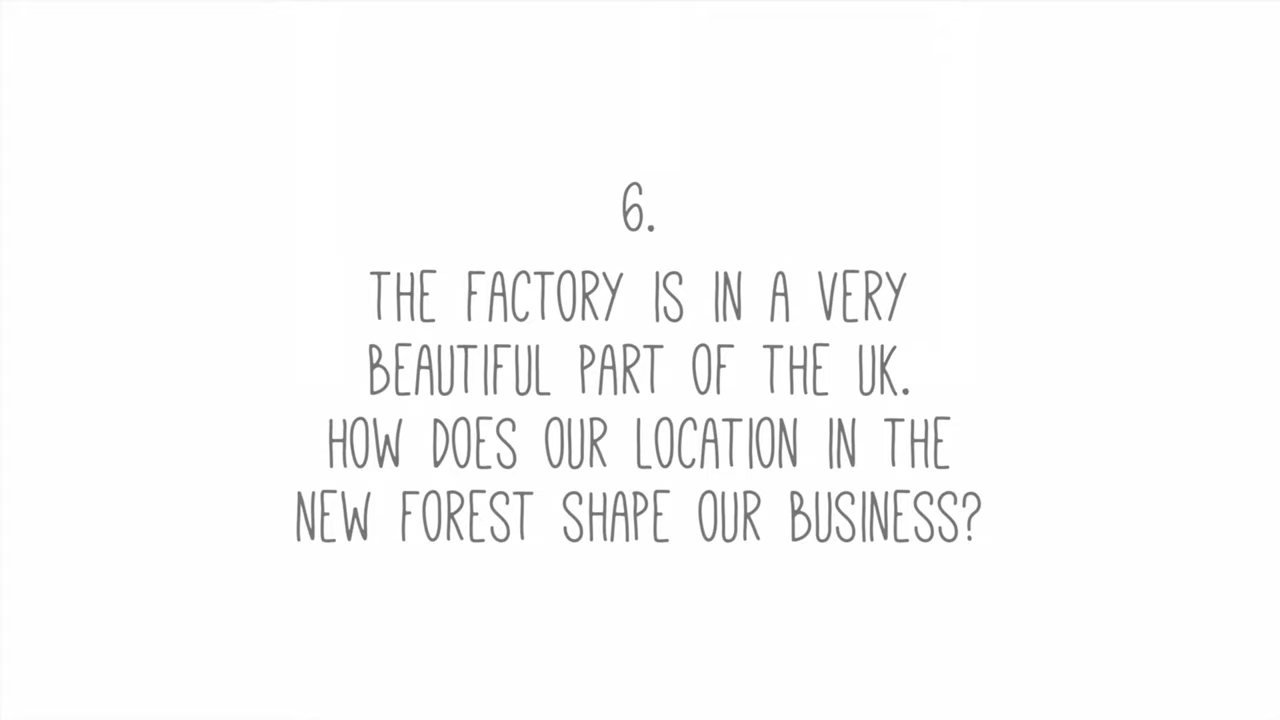 6.
THE FACTORY IS IN A VERY
BEAUTIFUL PART OF THE UK.
HOW DOES OUR LOCATION IN THE
NEW FOREST SHAPE OUR BUSINESS?